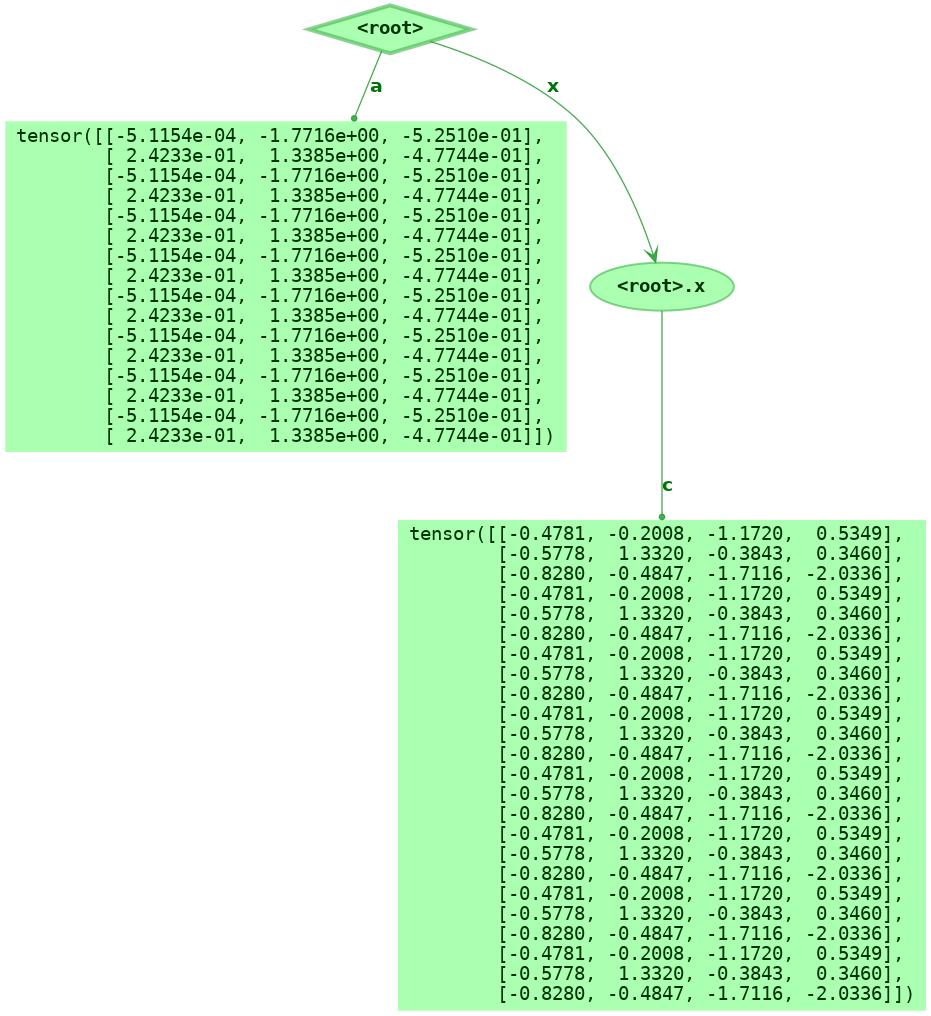 <root>
a
x
tensor([[-5.1154e-04, -1.7716e+00, -5.2510e-01],
        [ 2.4233e-01,  1.3385e+00, -4.7744e-01],
        [-5.1154e-04, -1.7716e+00, -5.2510e-01],
        [ 2.4233e-01,  1.3385e+00, -4.7744e-01],
        [-5.1154e-04, -1.7716e+00, -5.2510e-01],
        [ 2.4233e-01,  1.3385e+00, -4.7744e-01],
        [-5.1154e-04, -1.7716e+00, -5.2510e-01],
        [ 2.4233e-01,  1.3385e+00, -4.7744e-01],
        [-5.1154e-04, -1.7716e+00, -5.2510e-01],
        [ 2.4233e-01,  1.3385e+00, -4.7744e-01],
        [-5.1154e-04, -1.7716e+00, -5.2510e-01],
        [ 2.4233e-01,  1.3385e+00, -4.7744e-01],
        [-5.1154e-04, -1.7716e+00, -5.2510e-01],
        [ 2.4233e-01,  1.3385e+00, -4.7744e-01],
        [-5.1154e-04, -1.7716e+00, -5.2510e-01],
        [ 2.4233e-01,  1.3385e+00, -4.7744e-01]])
<root>.x
c
tensor([[-0.4781, -0.2008, -1.1720,  0.5349],
        [-0.5778,  1.3320, -0.3843,  0.3460],
        [-0.8280, -0.4847, -1.7116, -2.0336],
        [-0.4781, -0.2008, -1.1720,  0.5349],
        [-0.5778,  1.3320, -0.3843,  0.3460],
        [-0.8280, -0.4847, -1.7116, -2.0336],
        [-0.4781, -0.2008, -1.1720,  0.5349],
        [-0.5778,  1.3320, -0.3843,  0.3460],
        [-0.8280, -0.4847, -1.7116, -2.0336],
        [-0.4781, -0.2008, -1.1720,  0.5349],
        [-0.5778,  1.3320, -0.3843,  0.3460],
        [-0.8280, -0.4847, -1.7116, -2.0336],
        [-0.4781, -0.2008, -1.1720,  0.5349],
        [-0.5778,  1.3320, -0.3843,  0.3460],
        [-0.8280, -0.4847, -1.7116, -2.0336],
        [-0.4781, -0.2008, -1.1720,  0.5349],
        [-0.5778,  1.3320, -0.3843,  0.3460],
        [-0.8280, -0.4847, -1.7116, -2.0336],
        [-0.4781, -0.2008, -1.1720,  0.5349],
        [-0.5778,  1.3320, -0.3843,  0.3460],
        [-0.8280, -0.4847, -1.7116, -2.0336],
        [-0.4781, -0.2008, -1.1720,  0.5349],
        [-0.5778,  1.3320, -0.3843,  0.3460],
        [-0.8280, -0.4847, -1.7116, -2.0336]])